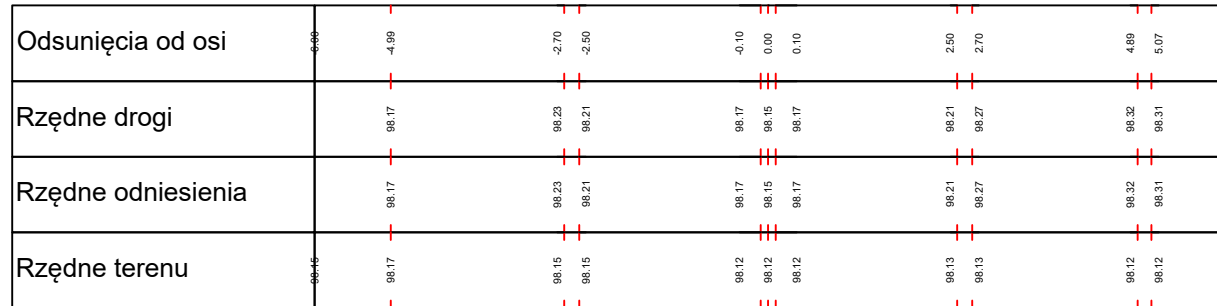 Odsunięcia od osi -6.00 -4.99 -2.70 -2.50 -0.10 0.00 0.10 2.50 2.70 4.89 5.07
Rzędne drogi 98.17 98.23 98.21 98.17 98.15 98.17 98.21 98.27 98.32 98.31
Rzędne odniesienia 98.17 98.23 98.21 98.17 98.15 98.17 98.21 98.27 98.32 98.31
Rzędne terenu 98.15 98.17 98.15 98.15 98.12 98.12 98.12 98.13 98.13 98.12 98.12